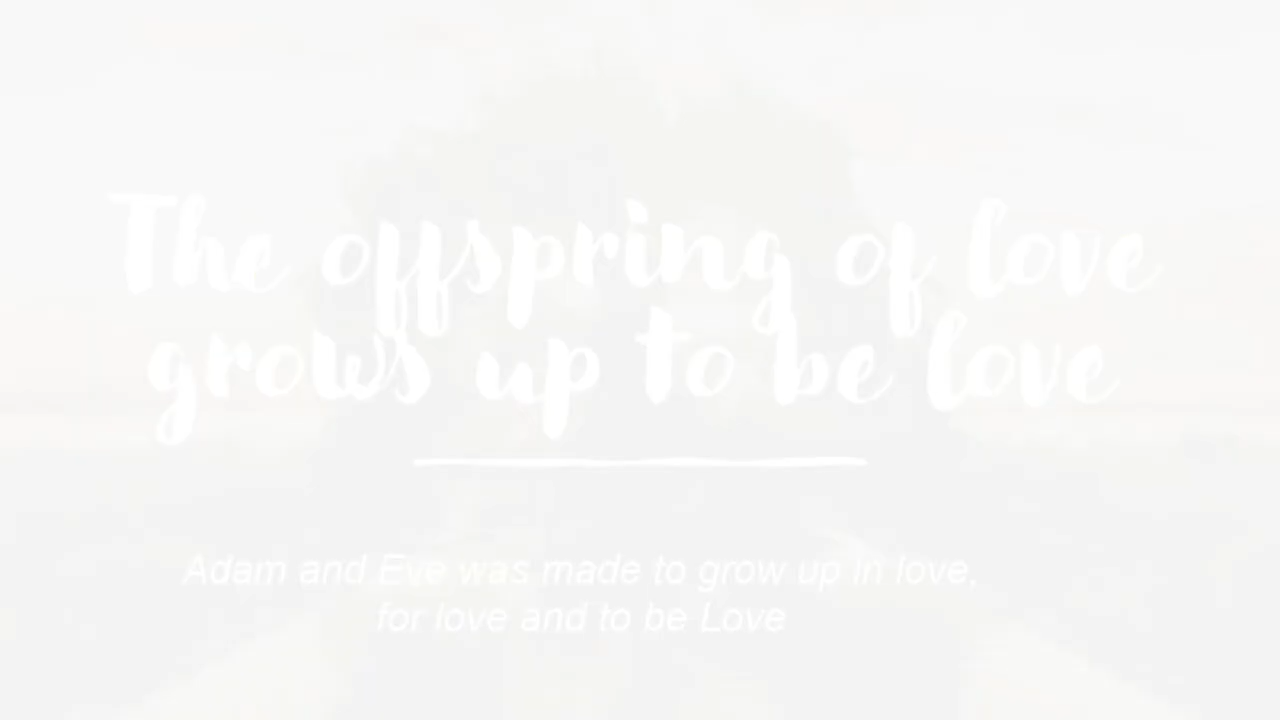 The offspring of love
grows up to be love
Adam and Eve was made to grow up in love,
for love and to be Love